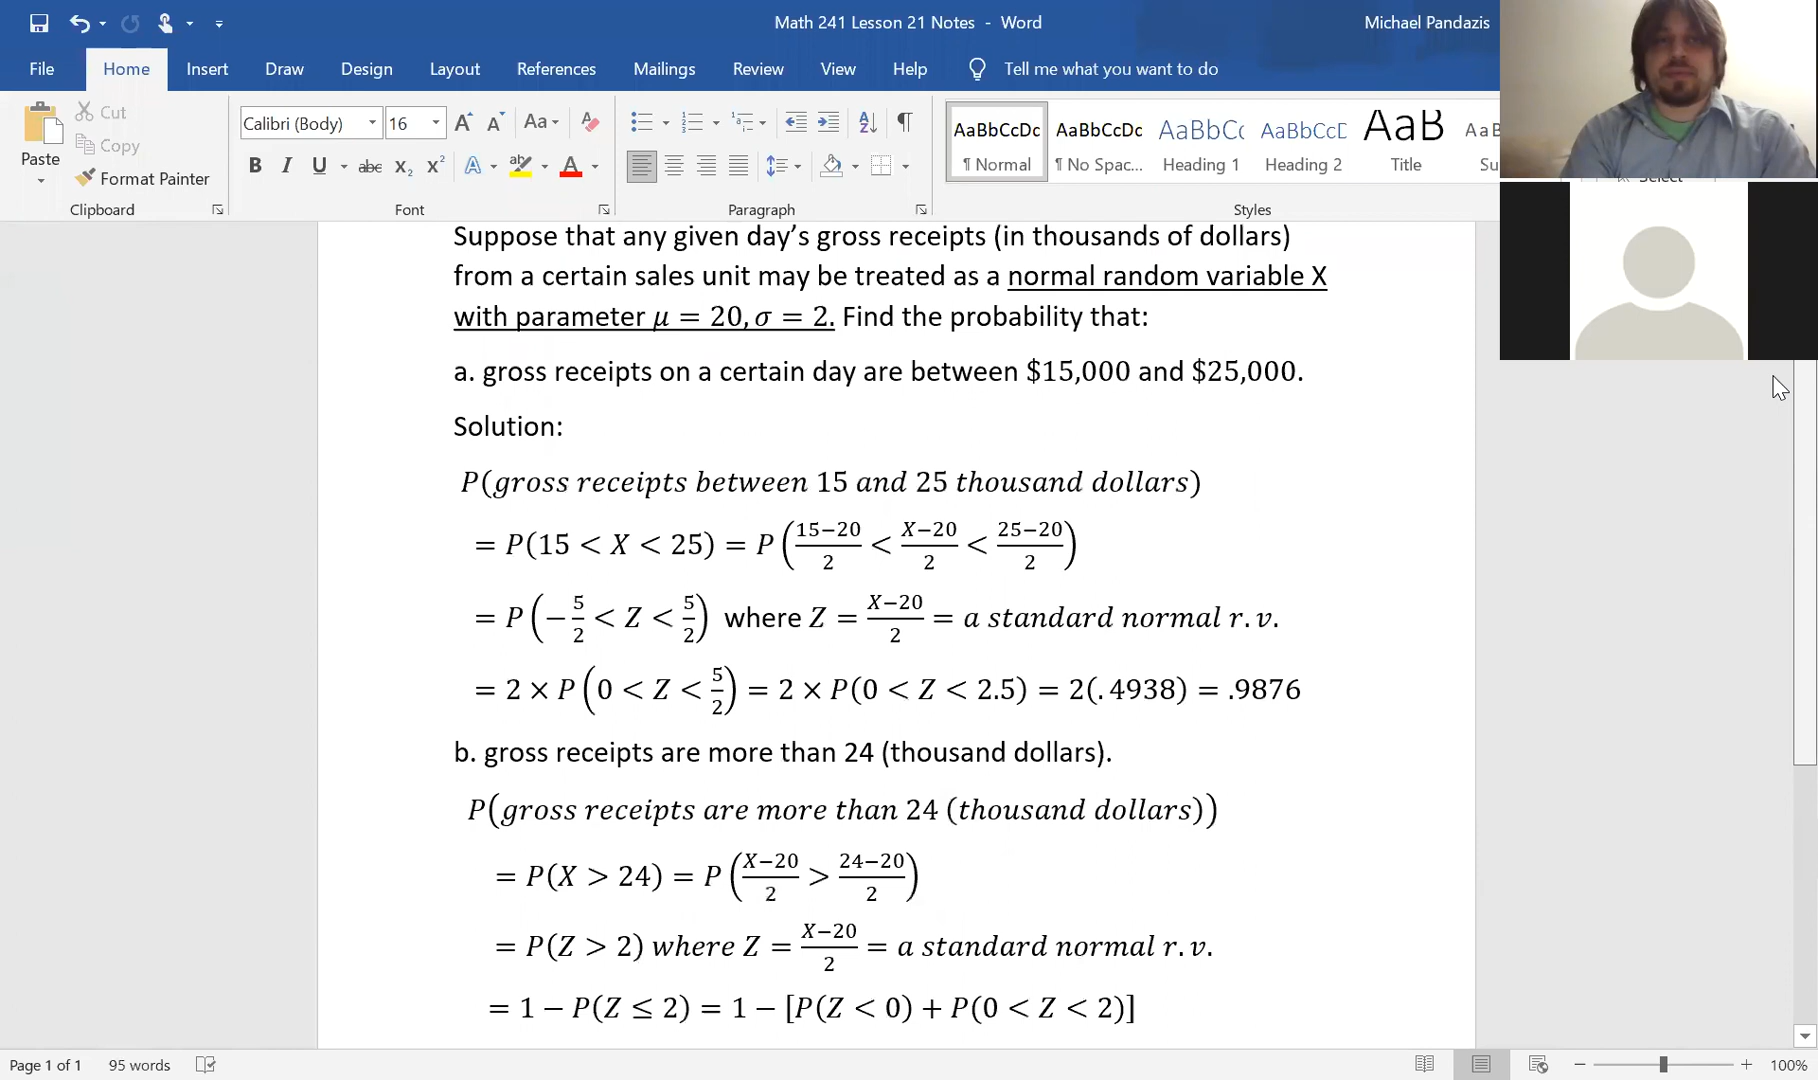 Math 241 Lesson 21 Notes - Word
Michael Pandazis
File Home Insert Draw Design Layout References Mailings Review View Help Tell me what you want to do
Paste
Cut
Copy
Format Painter
Clipboard
Calibri (Body) 16
Font
Paragraph
AaBbCcDc AaBbCcDc AaBbCc AaBbCcD AaB AaB
¶ Normal ¶ No Spac... Heading 1 Heading 2 Title Su
Styles
Select
Suppose that any given day's gross receipts (in thousands of dollars)
from a certain sales unit may be treated as a normal random variable X
with parameter μ = 20, σ = 2. Find the probability that:
a. gross receipts on a certain day are between $15,000 and $25,000.
Solution:
P(gross receipts between 15 and 25 thousand dollars)
= P(15 < X < 25) = P((15−20)/2 < (X−20)/2 < (25−20)/2)
= P(−5/2 < Z < 5/2) where Z = (X−20)/2 = a standard normal r.v.
= 2 × P(0 < Z < 5/2) = 2 × P(0 < Z < 2.5) = 2(.4938) = .9876
b. gross receipts are more than 24 (thousand dollars).
P(gross receipts are more than 24 (thousand dollars))
= P(X > 24) = P((X−20)/2 > (24−20)/2)
= P(Z > 2) where Z = (X−20)/2 = a standard normal r.v.
= 1 − P(Z ≤ 2) = 1 − [P(Z < 0) + P(0 < Z < 2)]
Page 1 of 1 95 words
100%